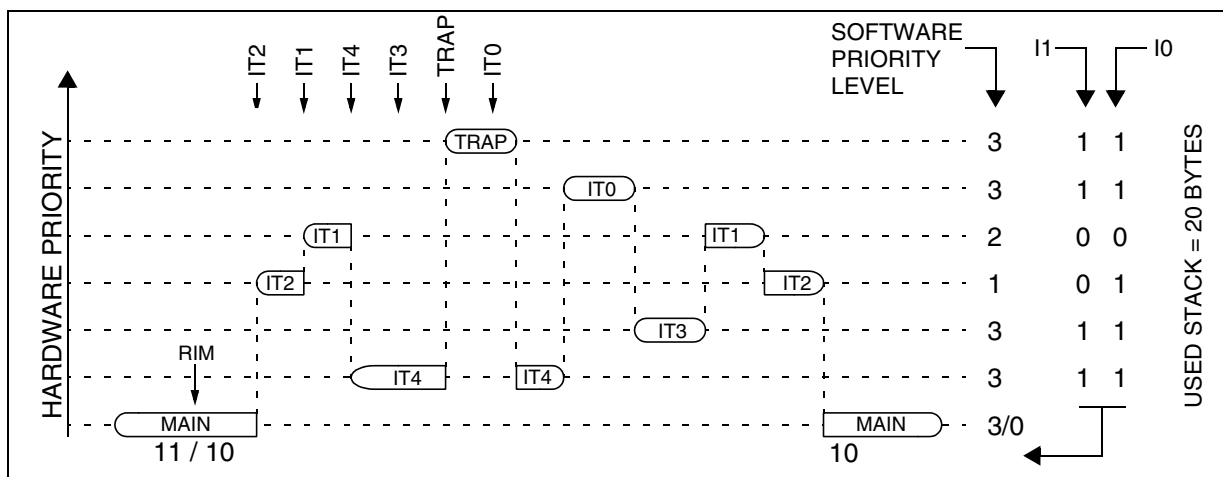 IT2
IT1
IT4
IT3
TRAP
IT0
SOFTWARE
PRIORITY
LEVEL
I1
I0
HARDWARE PRIORITY
USED STACK = 20 BYTES
TRAP
3 1 1
IT0
3 1 1
IT1
IT1
2 0 0
IT2
IT2
1 0 1
IT3
3 1 1
RIM
IT4
IT4
3 1 1
MAIN
MAIN
3/0
11 / 10
10